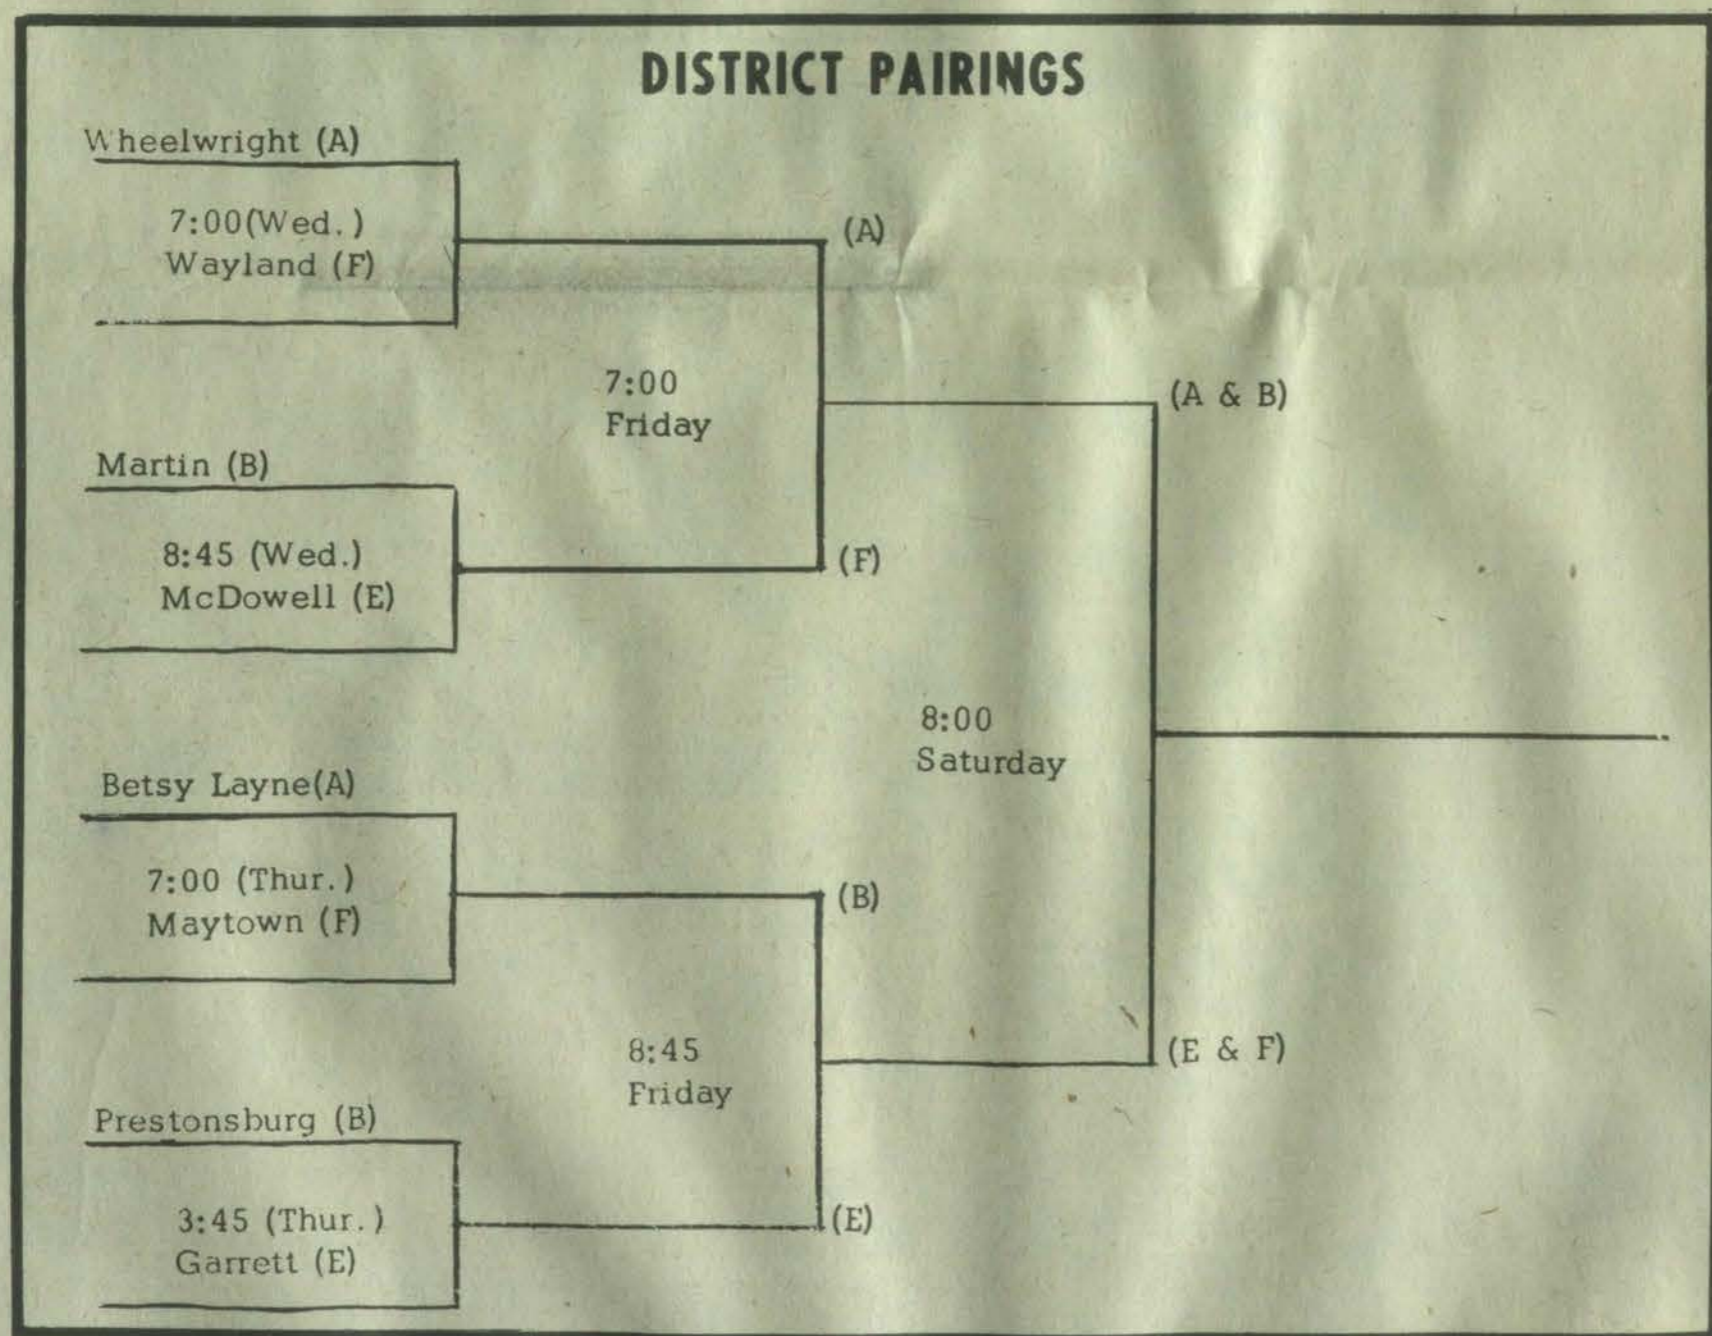 DISTRICT PAIRINGS
Wheelwright (A)
7:00(Wed.)
Wayland (F)
(A)
7:00
Friday
(A & B)
Martin (B)
8:45 (Wed.)
McDowell (E)
(F)
8:00
Saturday
Betsy Layne(A)
7:00 (Thur.)
Maytown (F)
(B)
8:45
Friday
(E & F)
Prestonsburg (B)
3:45 (Thur.)
Garrett (E)
(E)